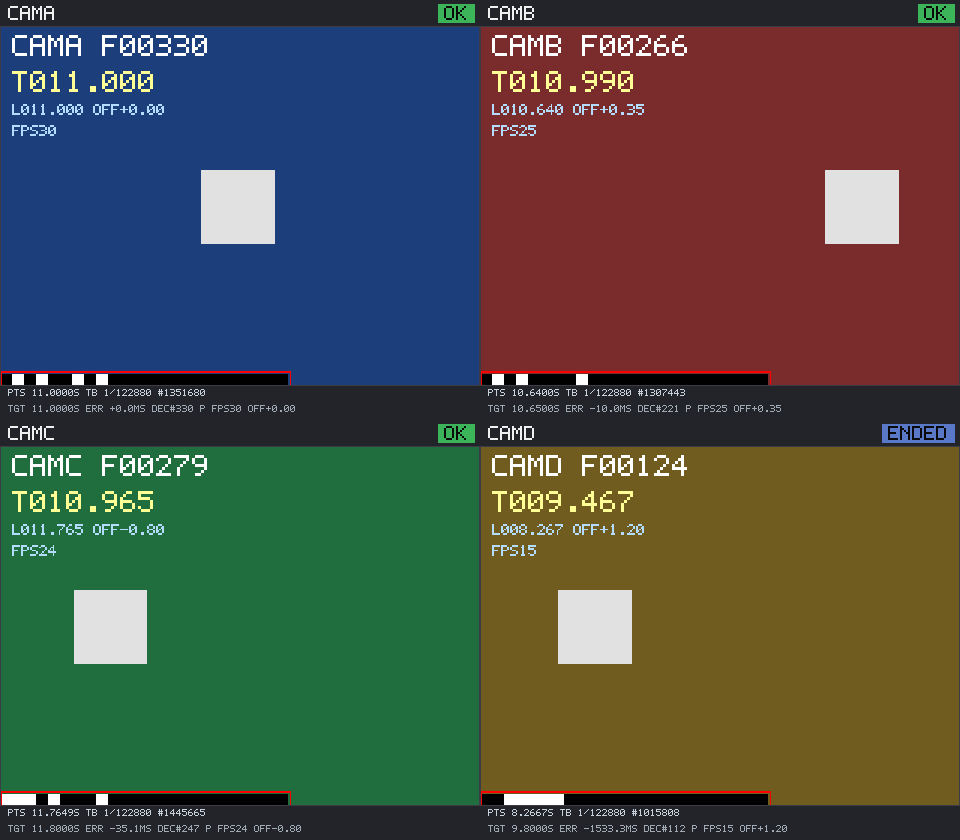 CAMA OK
CAMA F00330
T011.000
L011.000 OFF+0.00
FPS30
PTS 11.0000S TB 1/122880 #1351680
TGT 11.0000S ERR +0.0MS DEC#330 P FPS30 OFF+0.00
CAMB OK
CAMB F00266
T010.990
L010.640 OFF+0.35
FPS25
PTS 10.6400S TB 1/122880 #1307443
TGT 10.6500S ERR -10.0MS DEC#221 P FPS25 OFF+0.35
CAMC OK
CAMC F00279
T010.965
L011.765 OFF-0.80
FPS24
PTS 11.7649S TB 1/122880 #1445665
TGT 11.8000S ERR -35.1MS DEC#247 P FPS24 OFF-0.80
CAMD ENDED
CAMD F00124
T009.467
L008.267 OFF+1.20
FPS15
PTS 8.2667S TB 1/122880 #1015808
TGT 9.8000S ERR -1533.3MS DEC#112 P FPS15 OFF+1.20